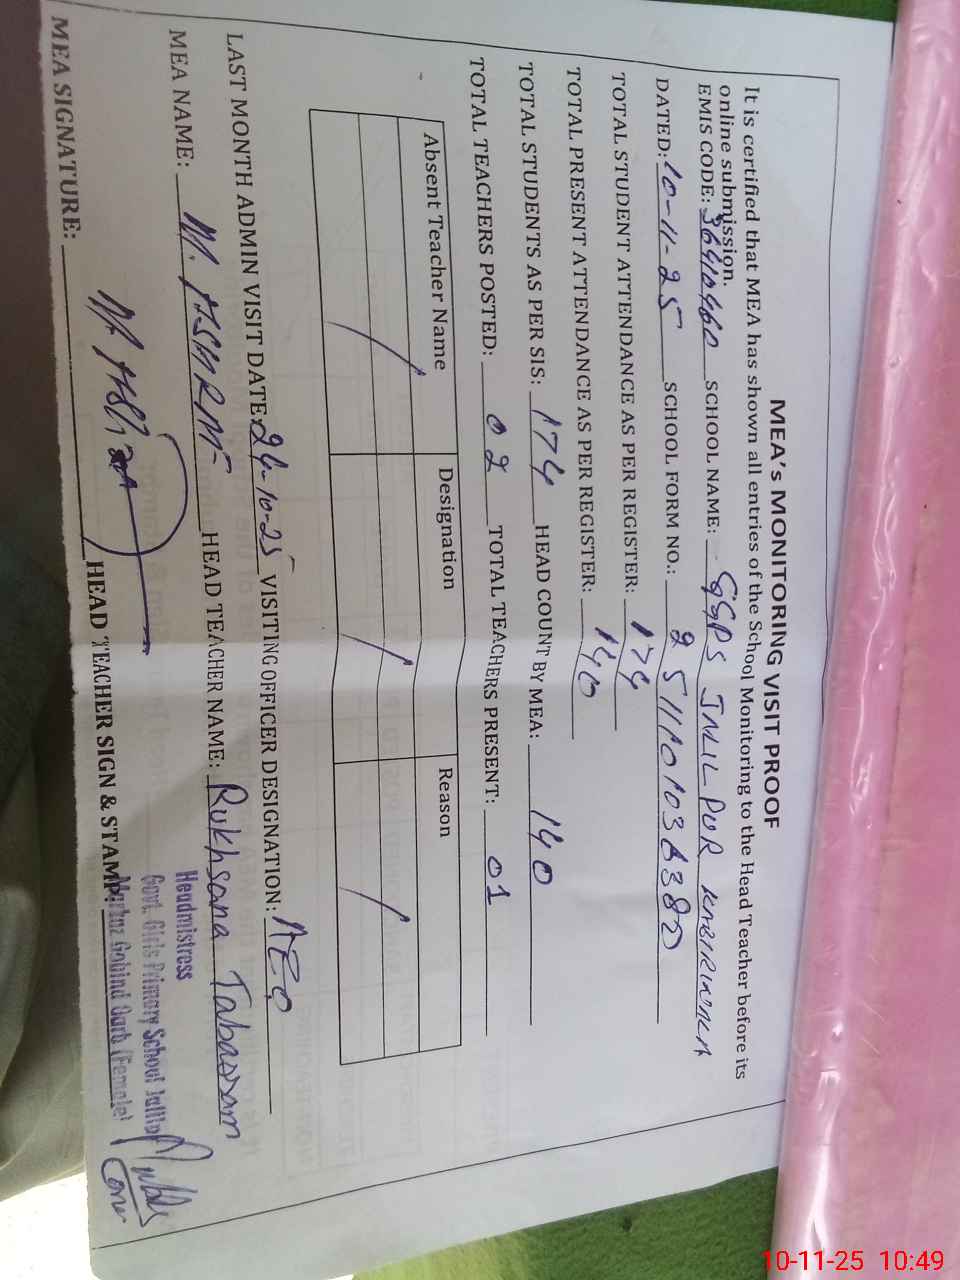 MEA's MONITORING VISIT PROOF
It is certified that MEA has shown all entries of the School Monitoring to the Head Teacher before its
online submission.
EMIS CODE: 36410460 SCHOOL NAME: GGPS JALIL PUR
DATED: 10-11-25 SCHOOL FORM NO.:
TOTAL STUDENT ATTENDANCE AS PER REGISTER: 174
TOTAL PRESENT ATTENDANCE AS PER REGISTER: 140
TOTAL STUDENTS AS PER SIS: 174 HEAD COUNT BY MEA: 140
TOTAL TEACHERS POSTED: 02 TOTAL TEACHERS PRESENT: 01
Absent Teacher Name Designation Reason
/ / /
LAST MONTH ADMIN VISIT DATE: 24-10-25 VISITING OFFICER DESIGNATION: AEO
MEA NAME: M. HEAD TEACHER NAME: Rukhsana Tabassam
MEA SIGNATURE: HEAD TEACHER SIGN & STAMP:
Headmistress
Govt. Girls Primary School
Gobind Garh (Female)
10-11-25 10:49